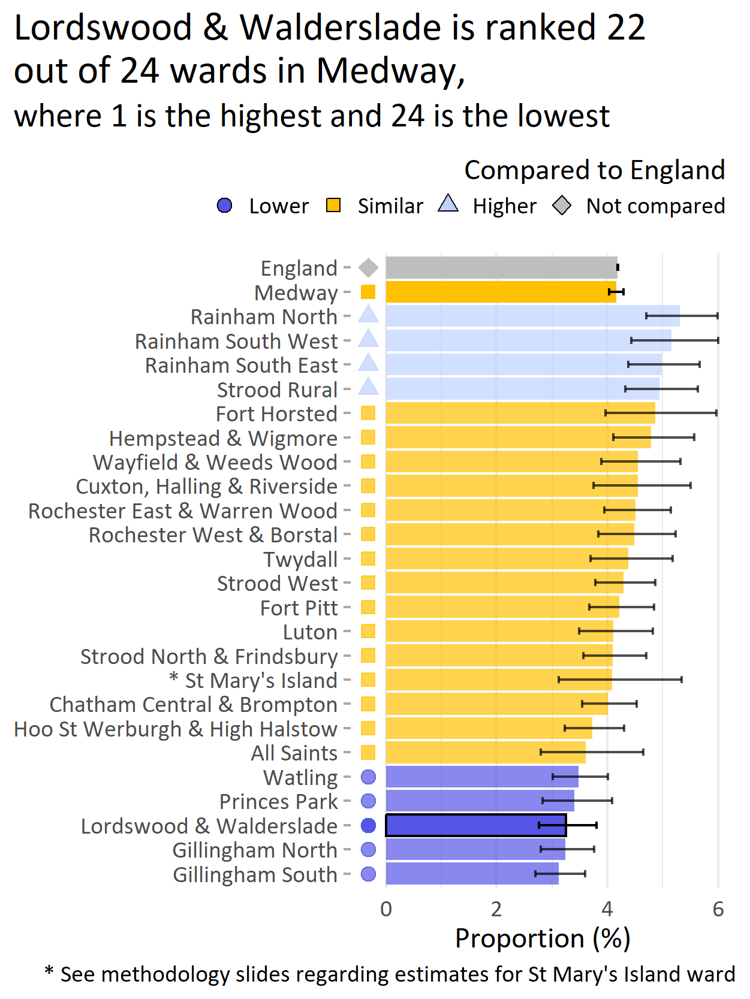 Lordswood & Walderslade is ranked 22
out of 24 wards in Medway,
where 1 is the highest and 24 is the lowest
Compared to England
Lower Similar Higher Not compared
England
Medway
Rainham North
Rainham South West
Rainham South East
Strood Rural
Fort Horsted
Hempstead & Wigmore
Wayfield & Weeds Wood
Cuxton, Halling & Riverside
Rochester East & Warren Wood
Rochester West & Borstal
Twydall
Strood West
Fort Pitt
Luton
Strood North & Frindsbury
* St Mary's Island
Chatham Central & Brompton
Hoo St Werburgh & High Halstow
All Saints
Watling
Princes Park
Lordswood & Walderslade
Gillingham North
Gillingham South
0 2 4 6
Proportion (%)
* See methodology slides regarding estimates for St Mary's Island ward